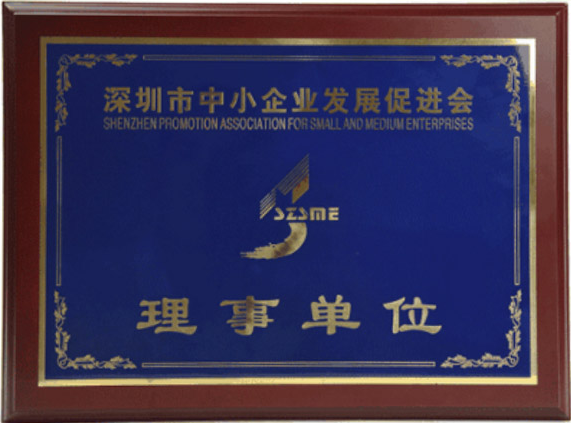 深圳市中小企业发展促进会
SHENZHEN PROMOTION ASSOCIATION FOR SMALL AND MEDIUM ENTERPRISES
SZSME
理事单位